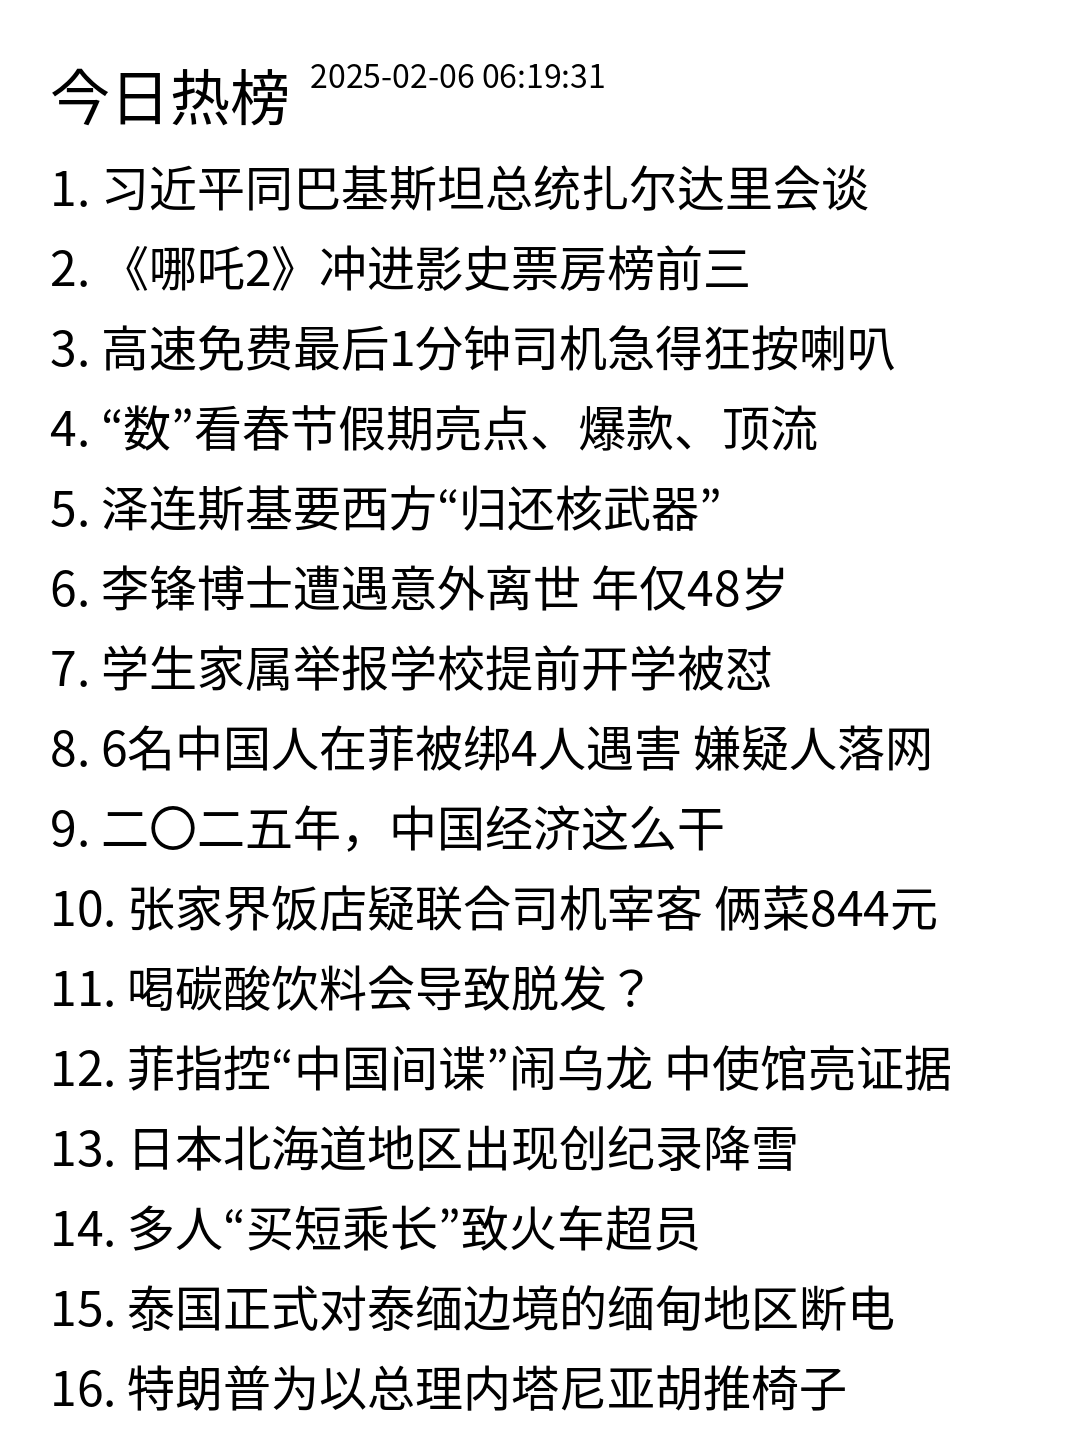 今日热榜 2025-02-06 06:19:31
1. 习近平同巴基斯坦总统扎尔达里会谈
2. 《哪吒2》冲进影史票房榜前三
3. 高速免费最后1分钟司机急得狂按喇叭
4. “数”看春节假期亮点、爆款、顶流
5. 泽连斯基要西方“归还核武器”
6. 李锋博士遭遇意外离世 年仅48岁
7. 学生家属举报学校提前开学被怼
8. 6名中国人在菲被绑4人遇害 嫌疑人落网
9. 二〇二五年，中国经济这么干
10. 张家界饭店疑联合司机宰客 俩菜844元
11. 喝碳酸饮料会导致脱发？
12. 菲指控“中国间谍”闹乌龙 中使馆亮证据
13. 日本北海道地区出现创纪录降雪
14. 多人“买短乘长”致火车超员
15. 泰国正式对泰缅边境的缅甸地区断电
16. 特朗普为以总理内塔尼亚胡推椅子